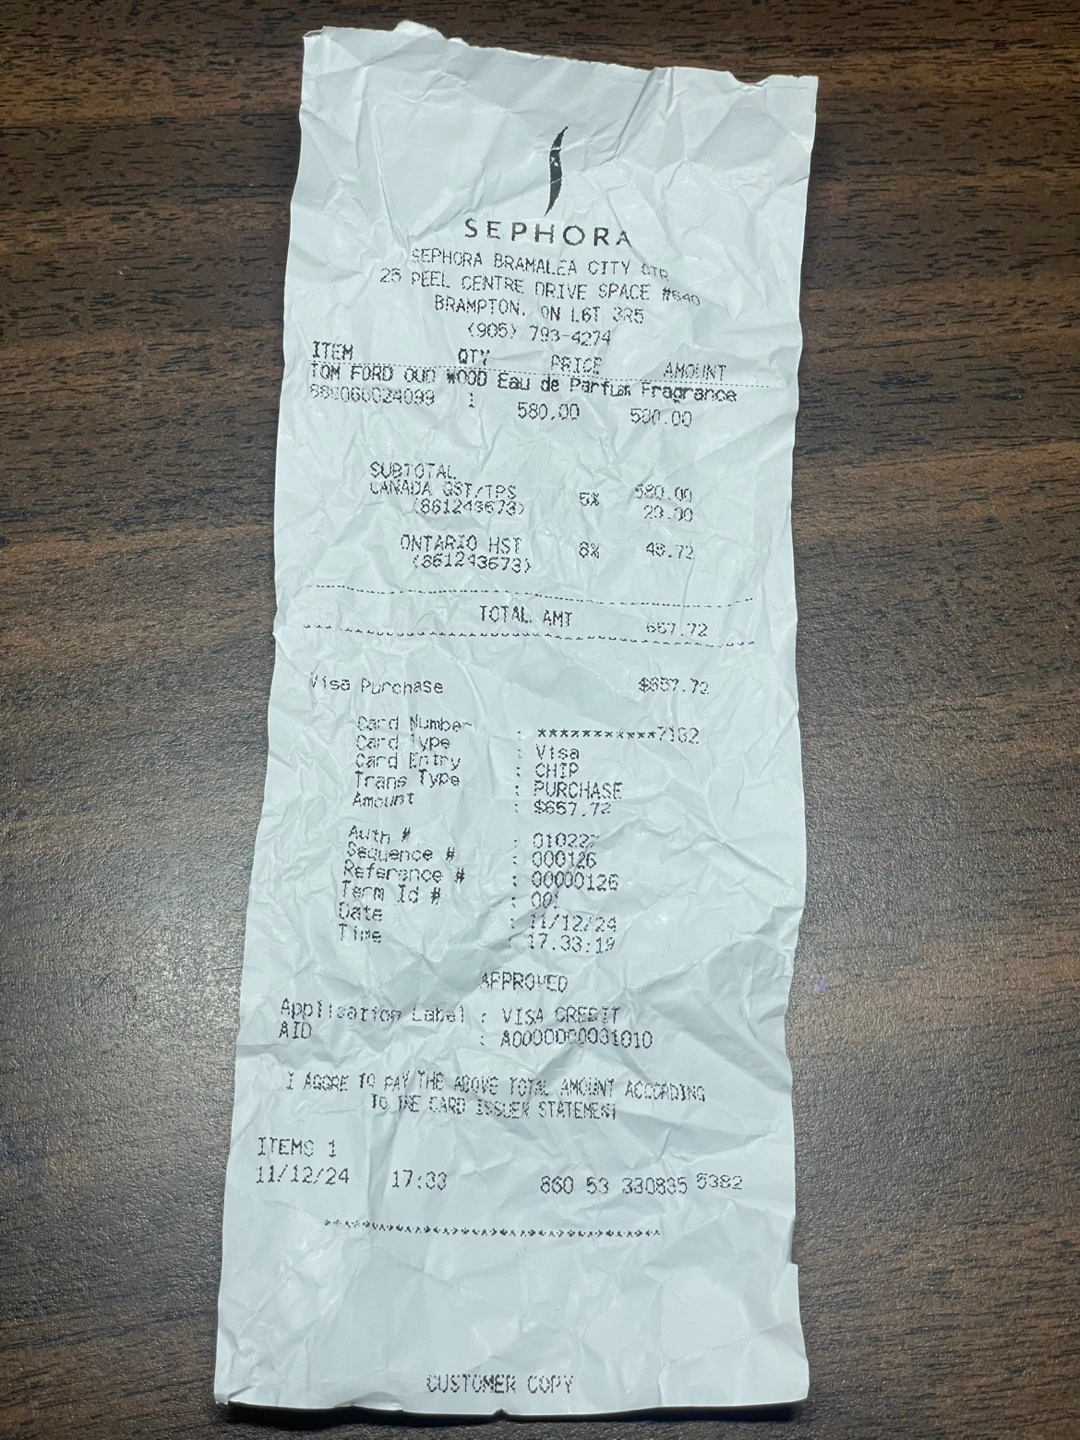 SEPHORA
SEPHORA BRAMALEA CITY CTR
25 PEEL CENTRE DRIVE SPACE #640
BRAMPTON, ON L6T 3R5
(905) 793-4274
ITEM QTY PRICE AMOUNT
TOM FORD OUD WOOD Eau de Parfum Fragrance
1 580.00 580.00
SUBTOTAL 580.00
CANADA GST/TPS 5% 29.00
(861243673)
ONTARIO HST 8% 48.72
(861243673)
TOTAL AMT 657.72
Visa Purchase $657.72
Card Number : ***********7102
Card Type : Visa
Card Entry : CHIP
Trans Type : PURCHASE
Amount : $657.72
Auth # : 010227
Sequence # : 000126
Reference # : 00000126
Term Id # : 001
Date : 11/12/24
Time : 17:33:19
APPROVED
Application Label : VISA CREDIT
AID : A0000000031010
I AGGRE TO PAY THE ABOVE TOTAL AMOUNT ACCORDING
TO THE CARD ISSUER STATEMENT
ITEMS 1
11/12/24 17:33 860 53 330835 5382
CUSTOMER COPY